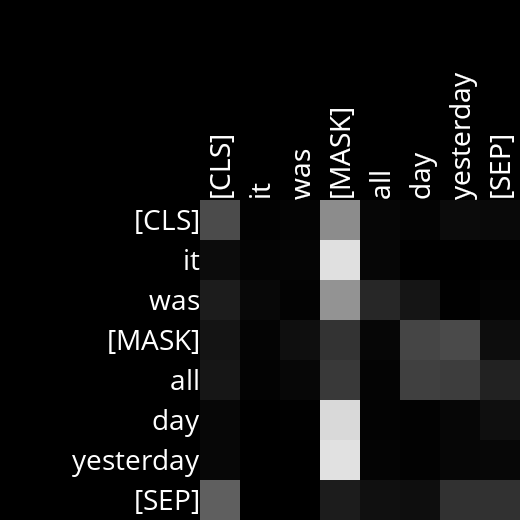 [CLS]
it
was
[MASK]
all
day
yesterday
[SEP]
[CLS]
it
was
[MASK]
all
day
yesterday
[SEP]